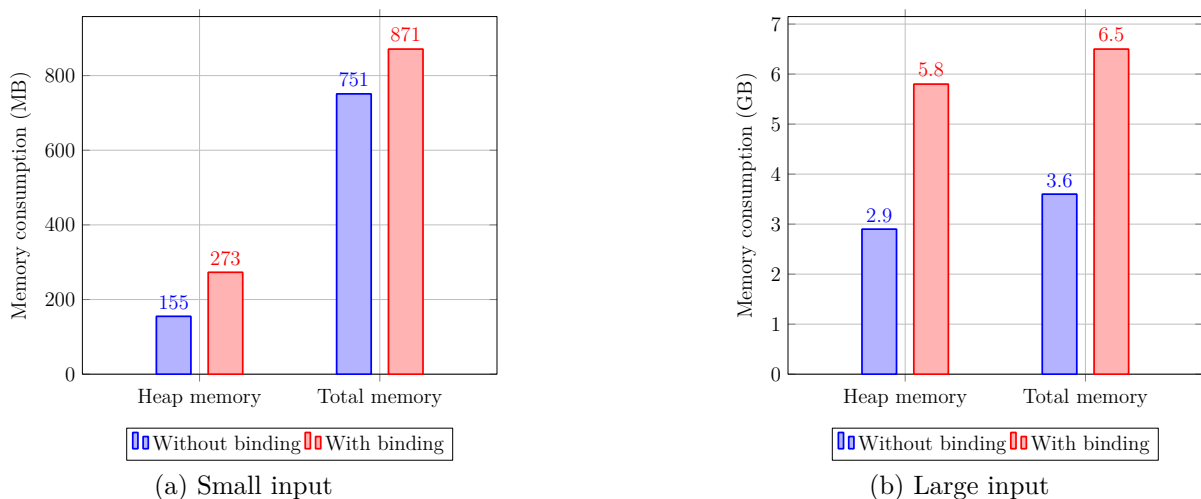 Memory consumption (MB)
800
600
400
200
0
155
273
751
871
Heap memory
Total memory
Without binding With binding
(a) Small input
Memory consumption (GB)
7
6
5
4
3
2
1
0
2.9
5.8
3.6
6.5
Heap memory
Total memory
Without binding With binding
(b) Large input